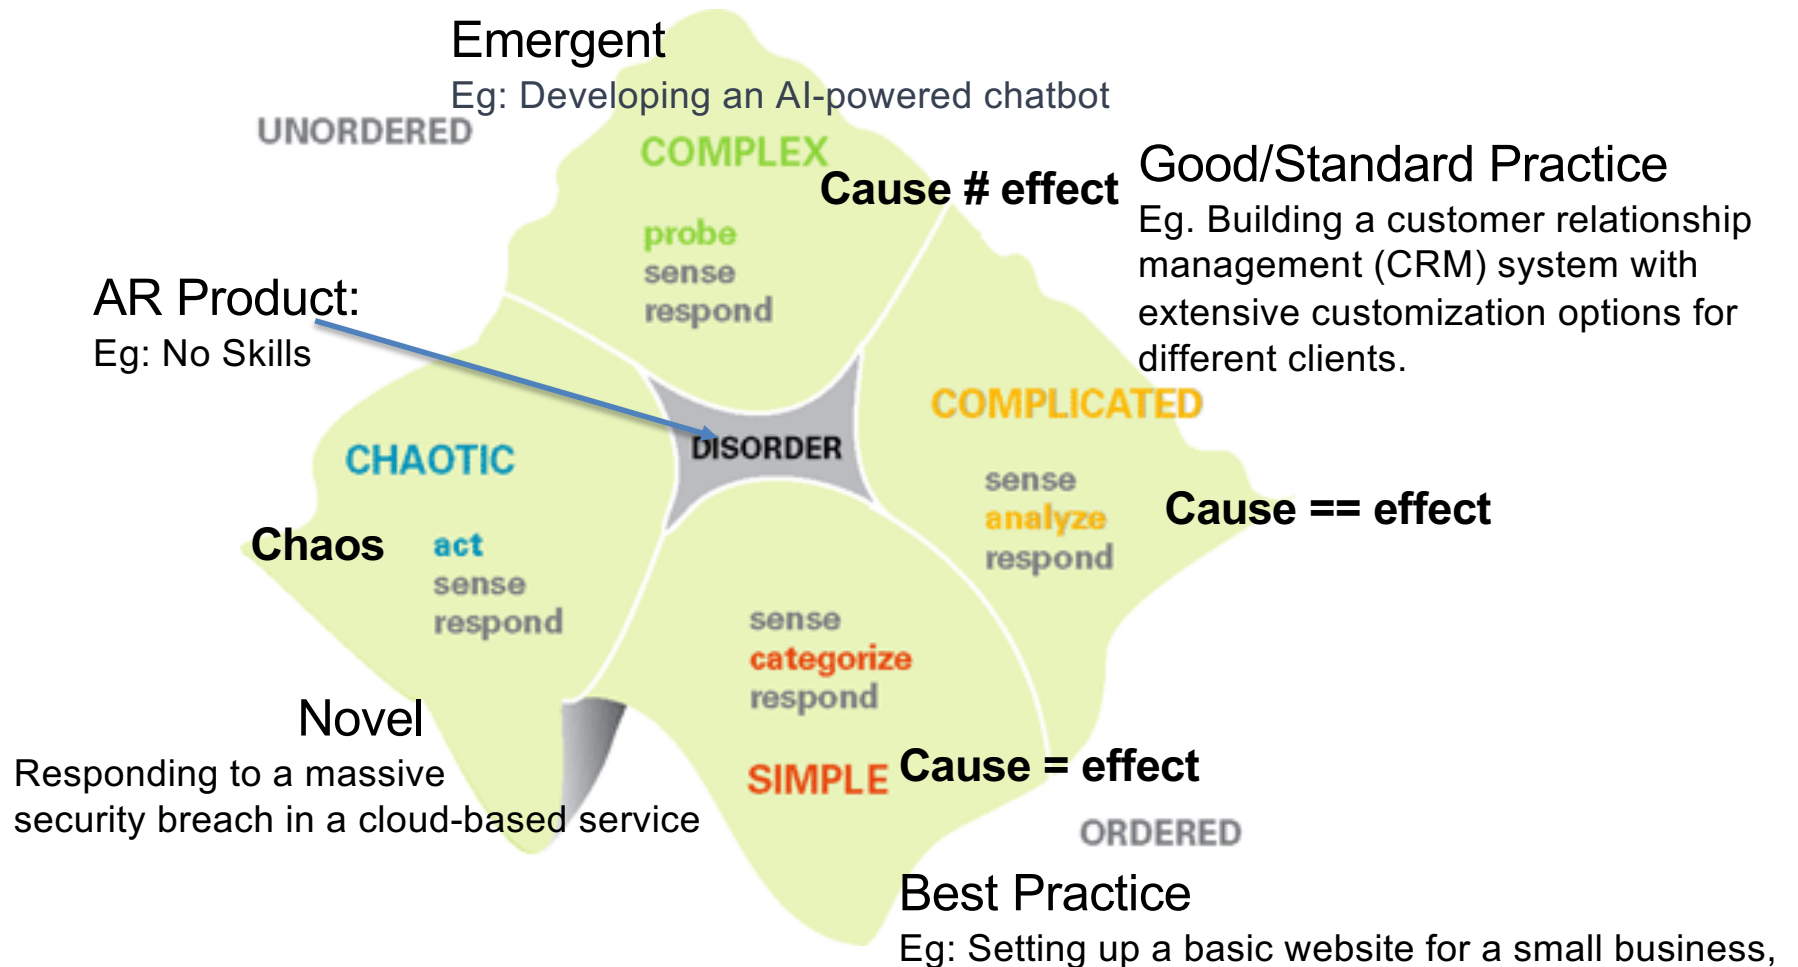 Emergent
Eg: Developing an AI-powered chatbot
UNORDERED
COMPLEX
Cause # effect
probe
sense
respond
Good/Standard Practice
Eg. Building a customer relationship
management (CRM) system with
extensive customization options for
different clients.
AR Product:
Eg: No Skills
DISORDER
COMPLICATED
sense
analyze
respond
Cause == effect
CHAOTIC
Chaos
act
sense
respond
sense
categorize
respond
SIMPLE
Cause = effect
Novel
Responding to a massive
security breach in a cloud-based service
ORDERED
Best Practice
Eg: Setting up a basic website for a small business,